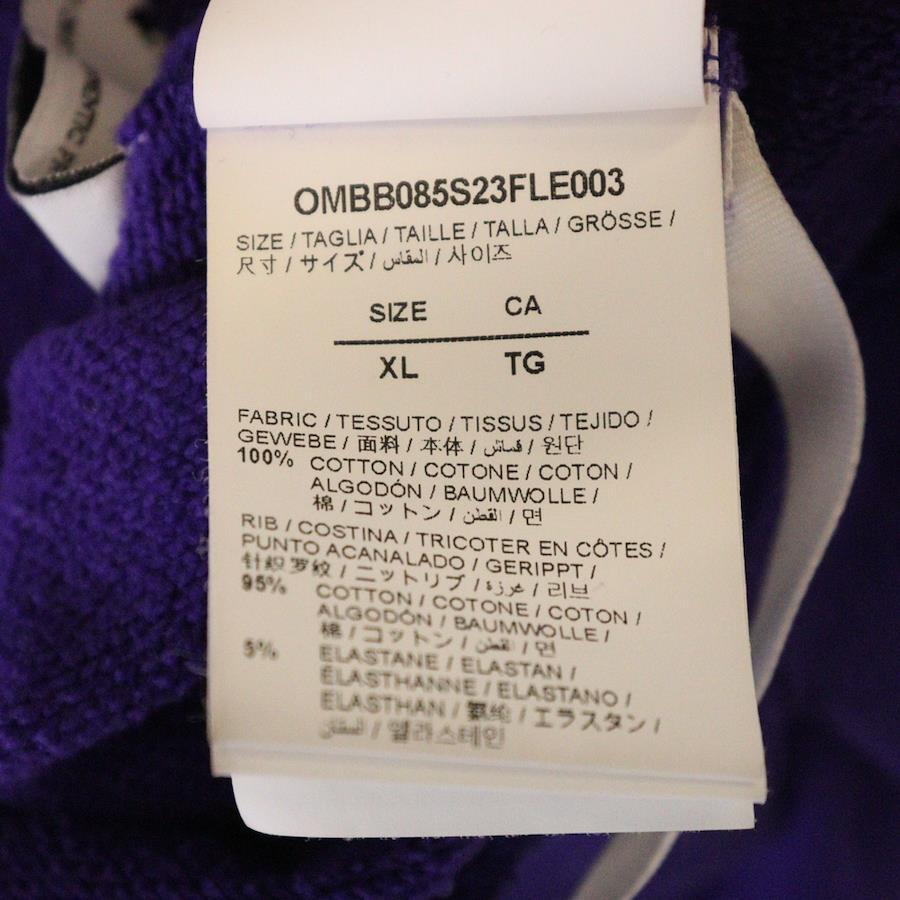 OMBB085S23FLE003
SIZE / TAGLIA / TAILLE / TALLA / GRÖSSE /
尺寸 / サイズ / المقاس / 사이즈
SIZE CA
XL TG
FABRIC / TESSUTO / TISSUS / TEJIDO /
GEWEBE / 面料 / 本体 / قماش / 원단
100% COTTON / COTONE / COTON /
ALGODÓN / BAUMWOLLE /
棉 / コットン / القطن / 면
RIB / COSTINA / TRICOTER EN CÔTES /
PUNTO ACANALADO / GERIPPT /
针织罗纹 / ニットリブ / غرزة / 리브
95% COTTON / COTONE / COTON /
ALGODÓN / BAUMWOLLE /
棉 / コットン / القطن / 면
5% ELASTANE / ELASTAN /
ÉLASTHANNE / ELASTANO /
ELASTHAN / 氨纶 / エラスタン /
/ 엘라스테인